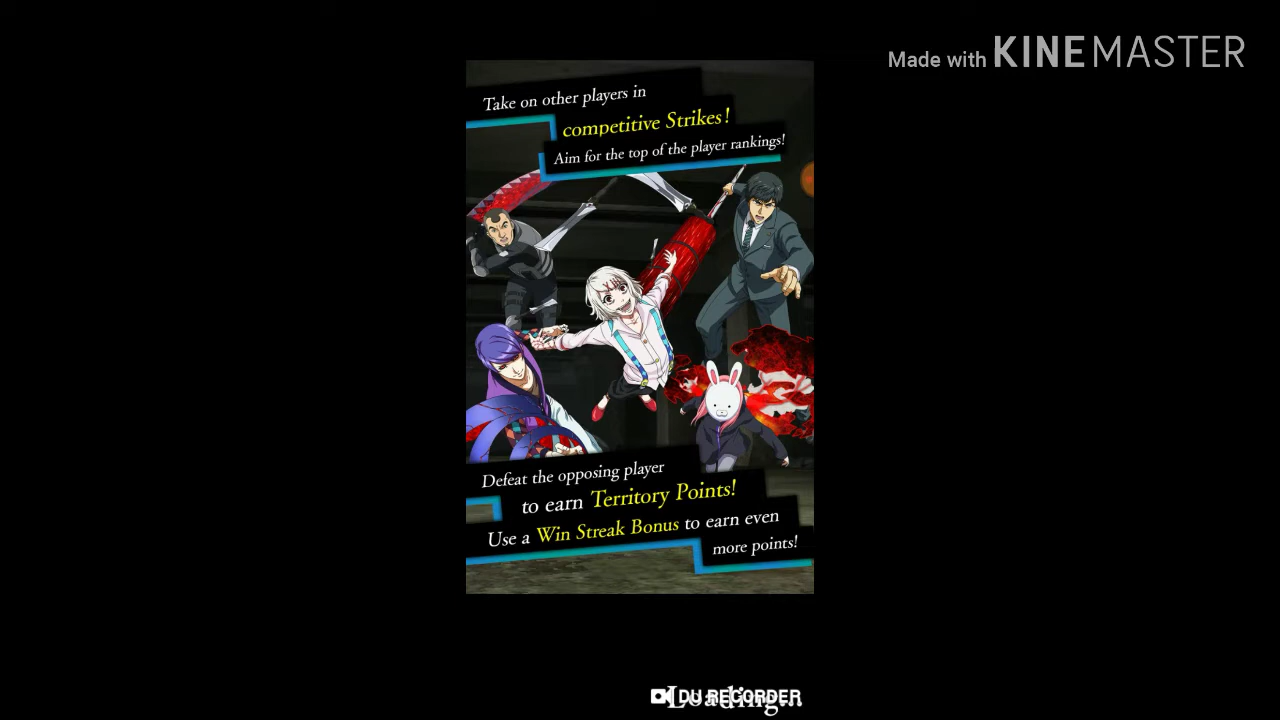 Made with KINEMASTER
Take on other players in
competitive Strikes!
Aim for the top of the player rankings!
Defeat the opposing player
to earn Territory Points!
Use a Win Streak Bonus to earn even
more points!
DU RECORDER
Loading...